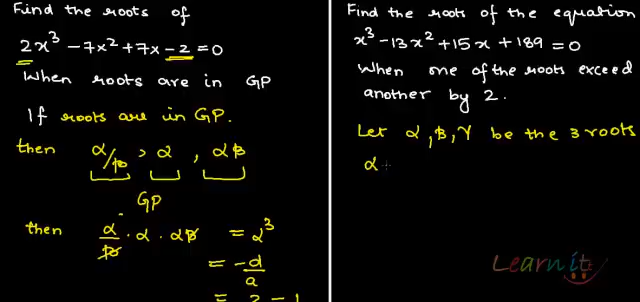 Find the roots of
2x³ - 7x² + 7x - 2 = 0
When roots are in GP
If roots are in GP.
then α/β, α, αβ
GP
then α/β · α · αβ = α³
= -d/a
= 2 = 1
Find the roots of the equation
x³ - 13x² + 15x + 189 = 0
When one of the roots exceed
another by 2.
Let α, β, γ be the 3 roots
α
Learnit